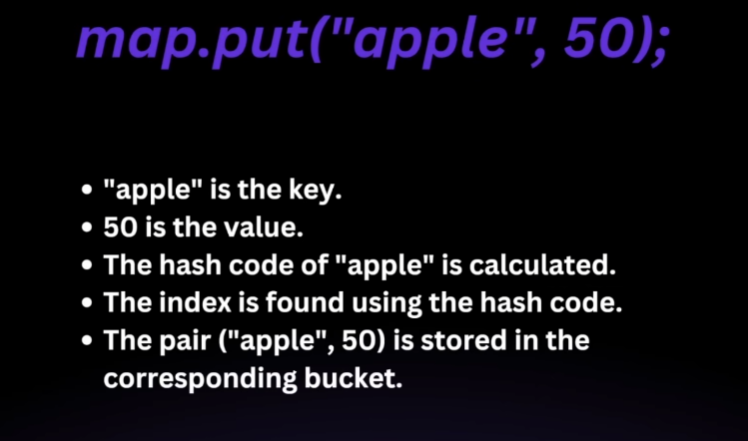 map.put("apple", 50);
• "apple" is the key.
• 50 is the value.
• The hash code of "apple" is calculated.
• The index is found using the hash code.
• The pair ("apple", 50) is stored in the
corresponding bucket.